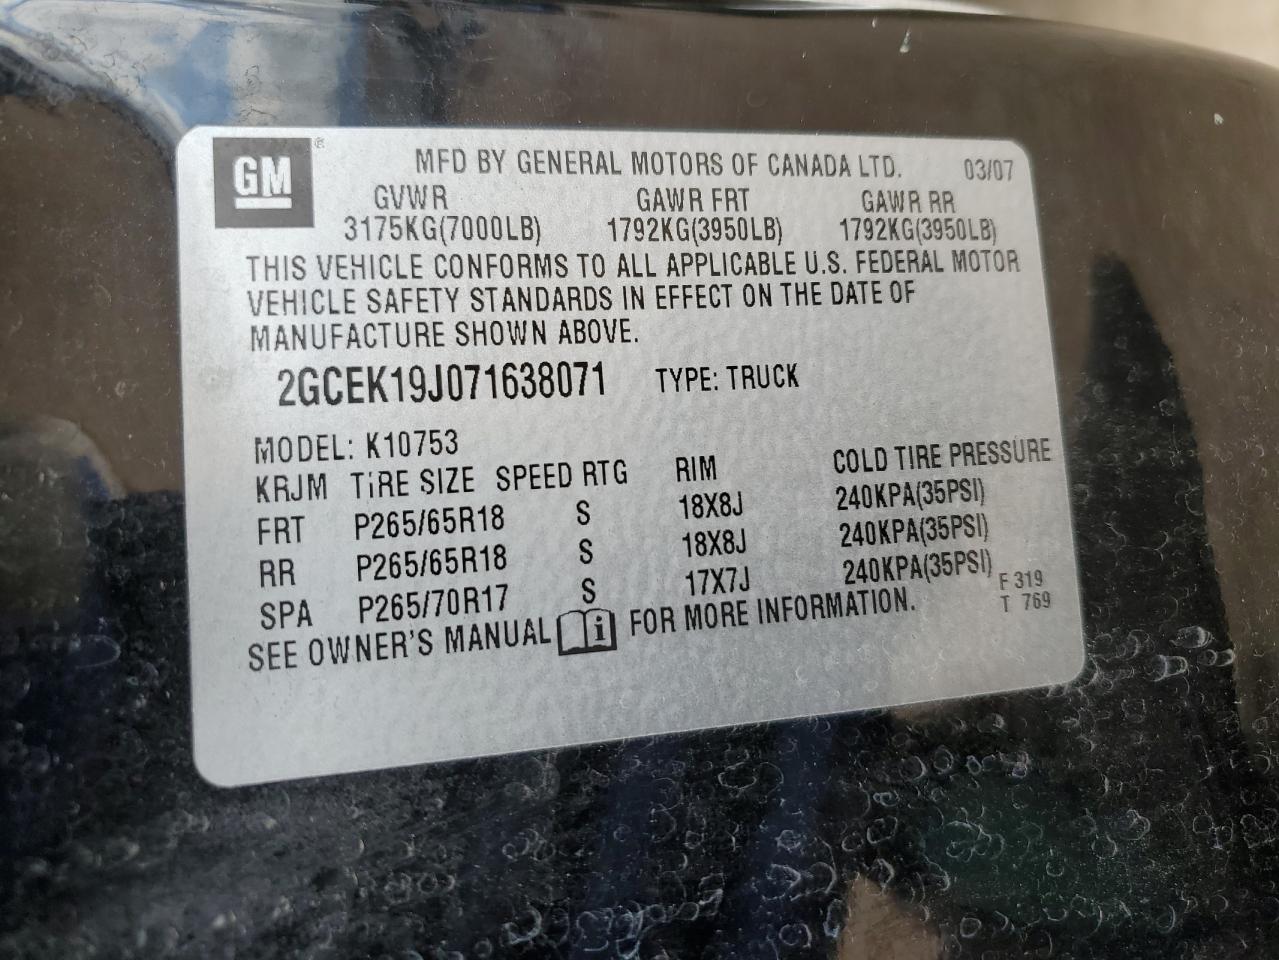 GM ®
MFD BY GENERAL MOTORS OF CANADA LTD. 03/07
GVWR GAWR FRT GAWR RR
3175KG(7000LB) 1792KG(3950LB) 1792KG(3950LB)
THIS VEHICLE CONFORMS TO ALL APPLICABLE U.S. FEDERAL MOTOR
VEHICLE SAFETY STANDARDS IN EFFECT ON THE DATE OF
MANUFACTURE SHOWN ABOVE.
2GCEK19J071638071 TYPE: TRUCK
MODEL: K10753
KRJM TIRE SIZE SPEED RTG RIM COLD TIRE PRESSURE
FRT P265/65R18 S 18X8J 240KPA(35PSI)
RR P265/65R18 S 18X8J 240KPA(35PSI)
SPA P265/70R17 S 17X7J 240KPA(35PSI)
SEE OWNER'S MANUAL i FOR MORE INFORMATION.
F 319
T 769